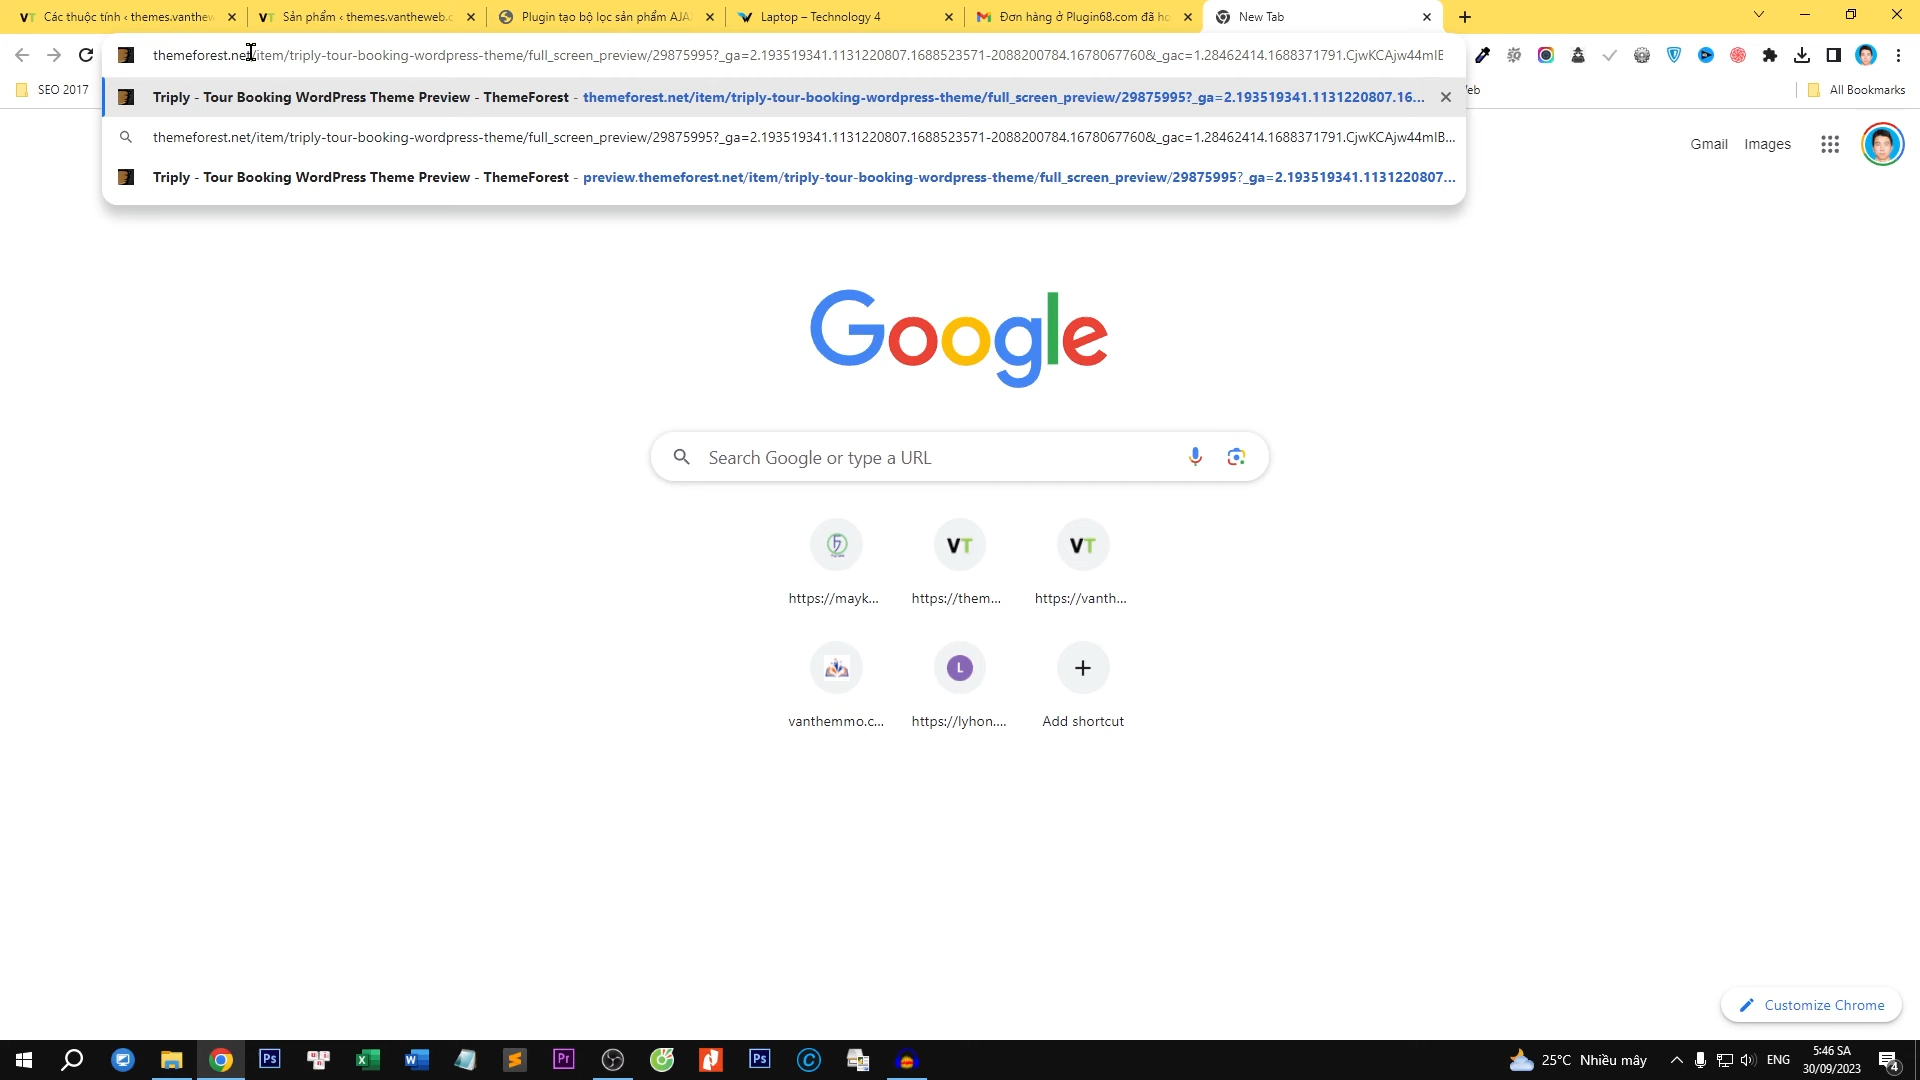 Các thuộc tính ‹ themes.vanthew
Sản phẩm ‹ themes.vantheweb.c
Plugin tạo bộ lọc sản phẩm AJA
Laptop – Technology 4
Đơn hàng ở Plugin68.com đã ho
New Tab
themeforest.net/item/triply-tour-booking-wordpress-theme/full_screen_preview/29875995?_ga=2.193519341.1131220807.1688523571-2088200784.1678067760&_gac=1.28462414.1688371791.CjwKCAjw44mIE
SEO 2017
Triply - Tour Booking WordPress Theme Preview - ThemeForest - themeforest.net/item/triply-tour-booking-wordpress-theme/full_screen_preview/29875995?_ga=2.193519341.1131220807.16...
eb
All Bookmarks
themeforest.net/item/triply-tour-booking-wordpress-theme/full_screen_preview/29875995?_ga=2.193519341.1131220807.1688523571-2088200784.1678067760&_gac=1.28462414.1688371791.CjwKCAjw44mIB...
Triply - Tour Booking WordPress Theme Preview - ThemeForest - preview.themeforest.net/item/triply-tour-booking-wordpress-theme/full_screen_preview/29875995?_ga=2.193519341.1131220807...
Gmail
Images
Google
Search Google or type a URL
VT
VT
https://mayk...
https://them...
https://vanth...
L
vanthemmo.c...
https://lyhon....
Add shortcut
Customize Chrome
25°C Nhiều mây
ENG
5:46 SA
30/09/2023
4